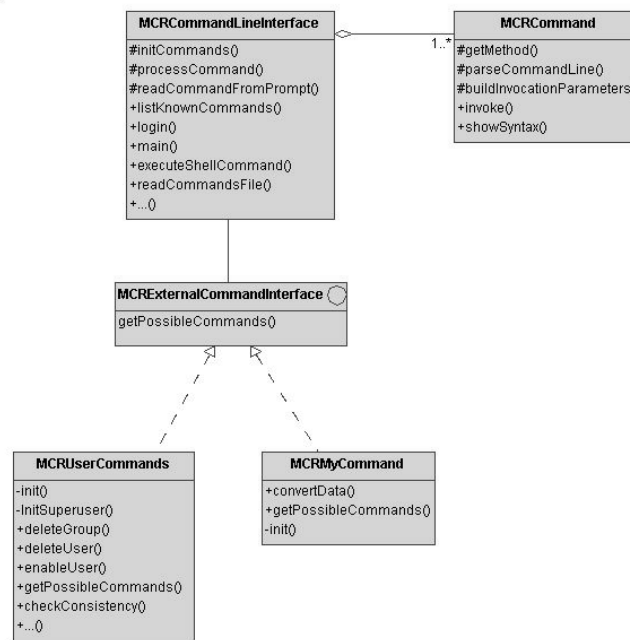 MCRCommandLineInterface
#initCommands()
#processCommand()
#readCommandFromPrompt()
+listKnownCommands()
+login()
+main()
+executeShellCommand()
+readCommandsFile()
+...()
1..*
MCRCommand
#getMethod()
#parseCommandLine()
#buildInvocationParameters
+invoke()
+showSyntax()
MCRExternalCommandInterface
getPossibleCommands()
MCRUserCommands
-init()
-InitSuperuser()
+deleteGroup()
+deleteUser()
+enableUser()
+getPossibleCommands()
+checkConsistency()
+...()
MCRMyCommand
+convertData()
+getPossibleCommands()
-init()